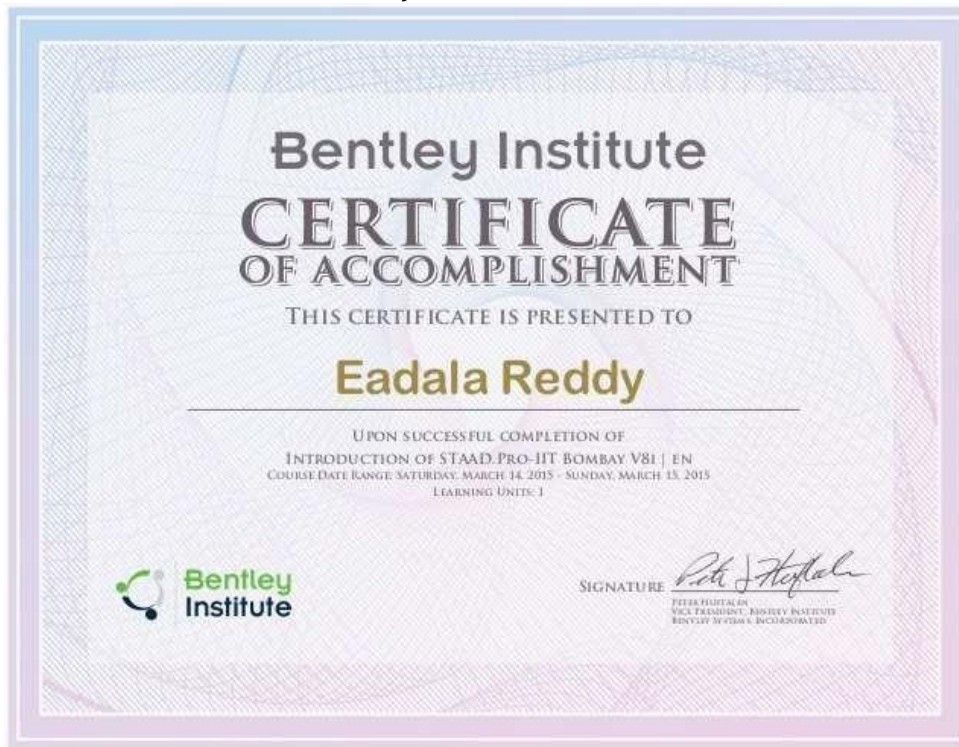 Bentley Institute
CERTIFICATE
OF ACCOMPLISHMENT
THIS CERTIFICATE IS PRESENTED TO
Eadala Reddy
UPON SUCCESSFUL COMPLETION OF
INTRODUCTION OF STAAD.PRO-IIT BOMBAY V8I | EN
COURSE DATE RANGE: SATURDAY, MARCH 14, 2015 - SUNDAY, MARCH 15, 2015
LEARNING UNITS: 1
Bentley
Institute
SIGNATURE
PETER HUFTALEN
VICE PRESIDENT, BENTLEY INSTITUTE
BENTLEY SYSTEMS, INCORPORATED